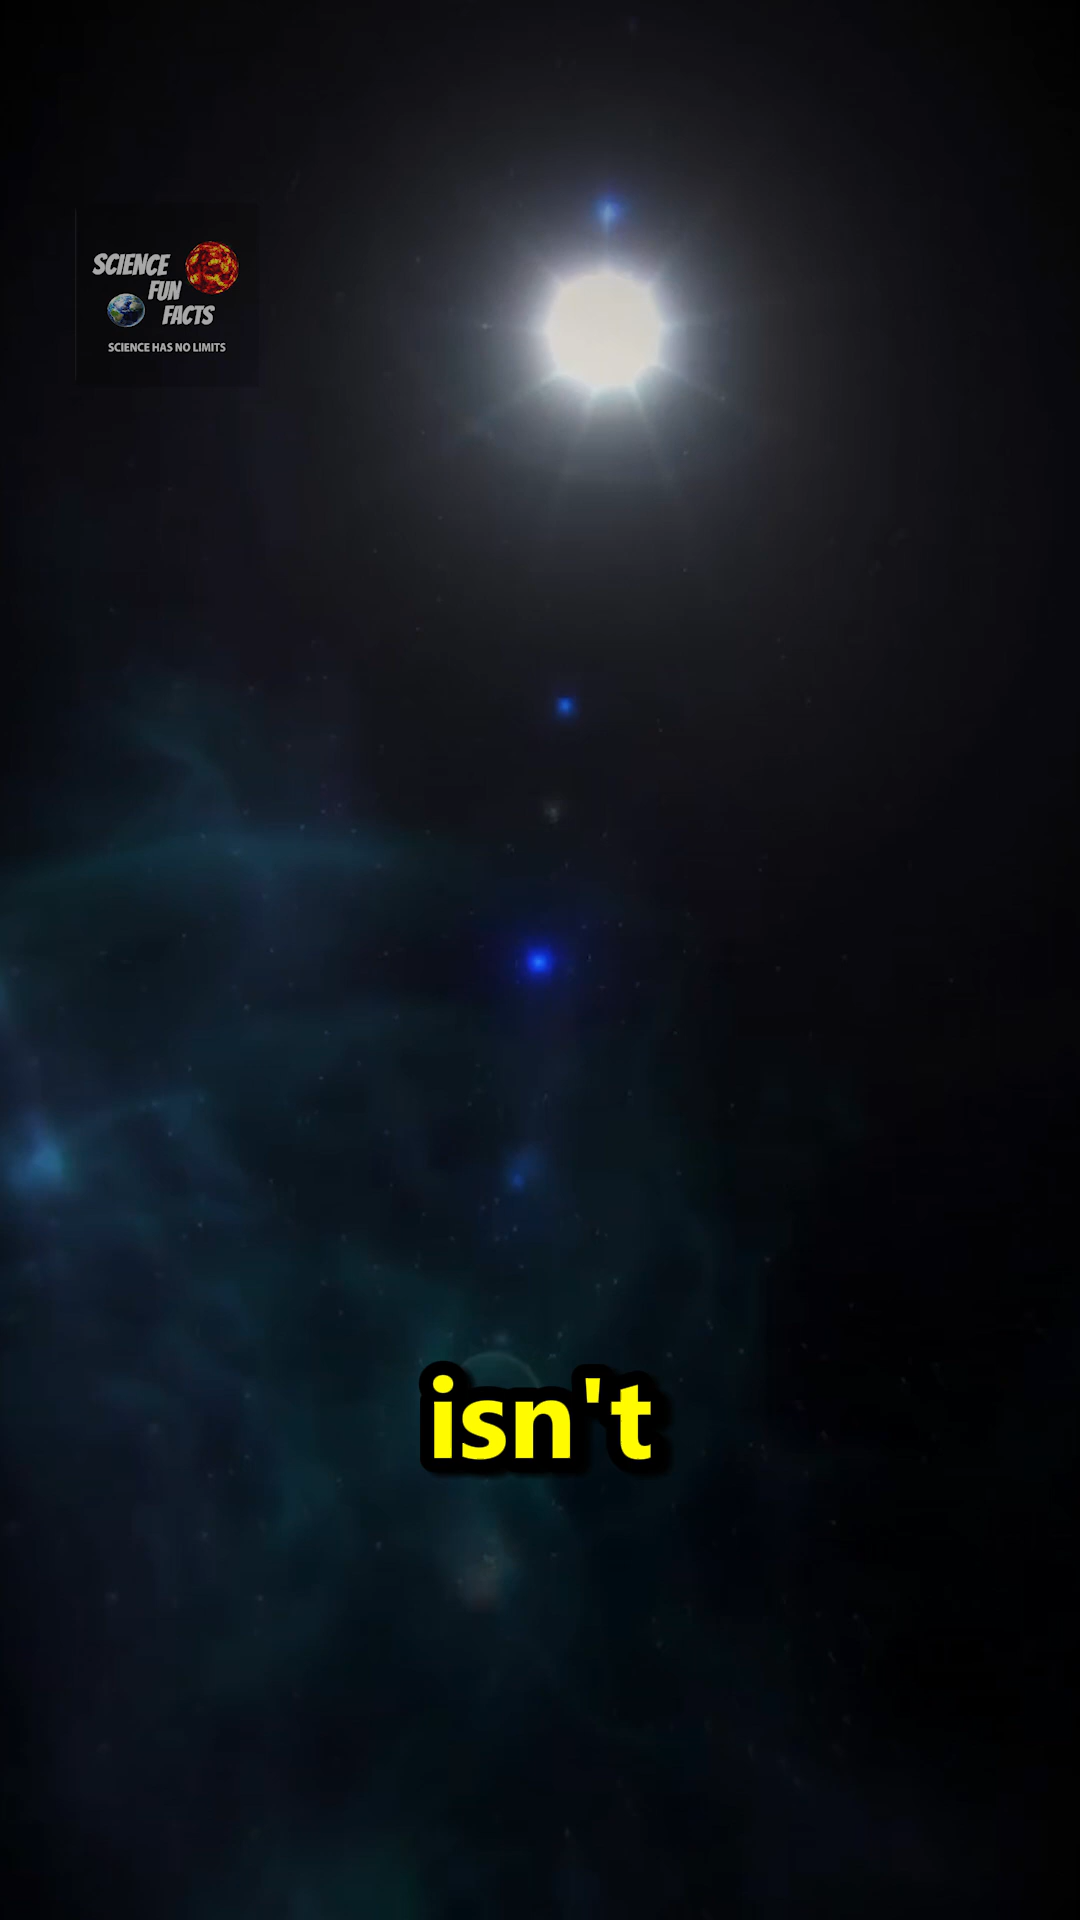 SCIENCE
FUN
FACTS
SCIENCE HAS NO LIMITS
isn't